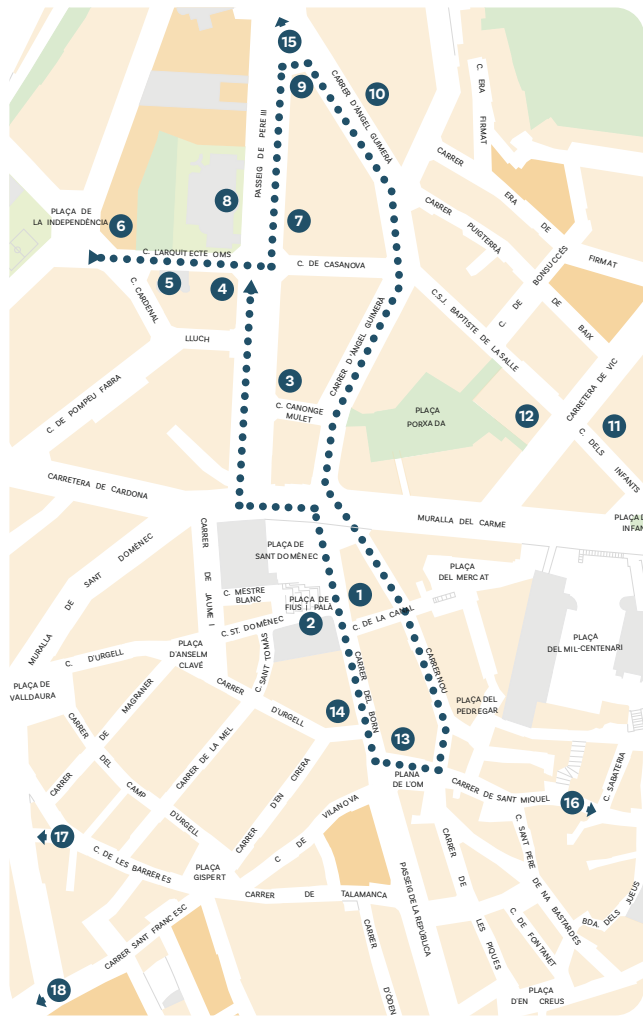 15
9
CARRER D'ÀNGEL GUIMERÀ
10
C. ERA
FIRMAT
PASSEIG DE PERE III
CARRER
ERA
DE
FIRMAT
8
7
CARRER
PUIGTERRÀ
PLAÇA DE
LA INDEPENDÈNCIA
6
C. L'ARQUITECTE OMS
C. DE CASANOVA
5
4
C. DE BONSUCCÉS
DE
BAIX
C. CARDENAL
LLUCH
C.S.J. BAPTISTE DE LA SALLE
CARRER D'ÀNGEL GUIMERÀ
3
C. CANONGE
MULET
C. DE POMPEU FABRA
PLAÇA
PORXADA
12
CARRETERA DE VIC
11
C. DELS
INFANTS
CARRETERA DE CARDONA
MURALLA DEL CARME
MURALLA DE SANT DOMÈNEC
CARRER DE JAUME I
PLAÇA DE
SANT DOMÈNEC
PLAÇA
DEL MERCAT
C. MESTRE
BLANC
PLAÇA DE
FIUS I PALÀ
1
2
C. DE LA CANAL
C. ST. DOMÈNEC
C. D'URGELL
PLAÇA
D'ANSELM
CLAVÉ
C. SANT TOMÀS
PLAÇA
DEL MIL·CENTENARI
PLAÇA DE
VALLDAURA
CARRER DE MAGRANER
CARRER
D'URGELL
CARRER DEL BORN
CARRER NOU
PLAÇA DEL
PEDREGAR
14
13
CARRER
DEL
CAMP
D'URGELL
CARRER DE LA MEL
CARRER D'EN CIRERA
PLANA
DE L'OM
CARRER DE SANT MIQUEL
16
C. SABATERIA
17
C. DE VILANOVA
C. DE LES BARRERES
PLAÇA
GISPERT
CARRER DE TALAMANCA
CARRER SANT FRANCESC
18
CARRER
D'ÒDENA
PASSEIG DE LA REPÚBLICA
CARRER
DE
LES PIQUES
C. SANT PERE
DE NA BASTARDES
C. DE FONTANET
BDA. DELS JUEUS
PLAÇA
D'EN CREUS